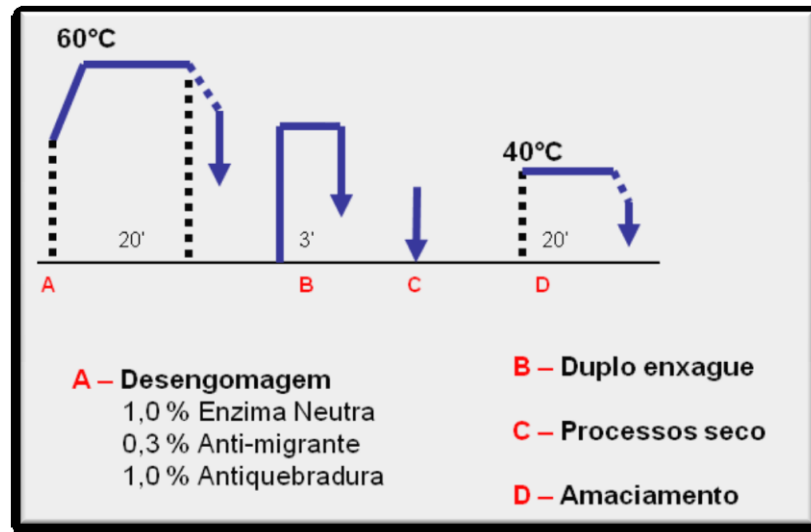 60°C
40°C
20'
3'
20'
A
B
C
D
A – Desengomagem
1,0 % Enzima Neutra
0,3 % Anti-migrante
1,0 % Antiquebradura
B – Duplo enxague
C – Processos seco
D – Amaciamento